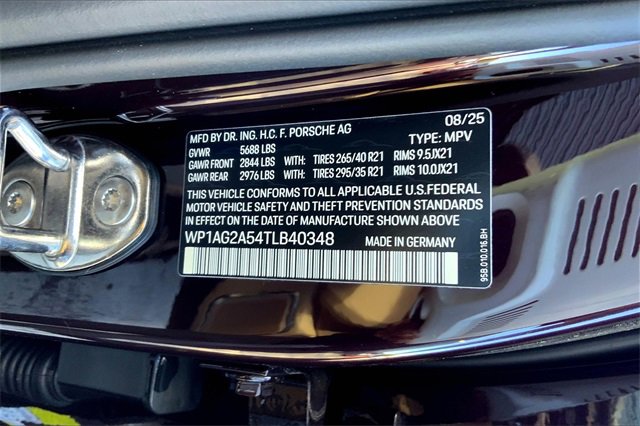 08/25
MFD BY DR. ING. H.C. F. PORSCHE AG
GVWR 5688 LBS TYPE: MPV
GAWR FRONT 2844 LBS WITH: TIRES 265/40 R21 RIMS 9.5JX21
GAWR REAR 2976 LBS WITH: TIRES 295/35 R21 RIMS 10.0JX21
THIS VEHICLE CONFORMS TO ALL APPLICABLE U.S.FEDERAL
MOTOR VEHICLE SAFETY AND THEFT PREVENTION STANDARDS
IN EFFECT ON THE DATE OF MANUFACTURE SHOWN ABOVE
WP1AG2A54TLB40348 MADE IN GERMANY
95B.010.016.BH